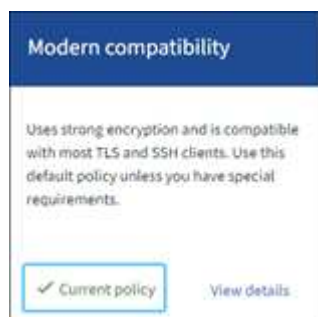 Modern compatibility
Uses strong encryption and is compatible
with most TLS and SSH clients. Use this
default policy unless you have special
requirements.
✓ Current policy
View details